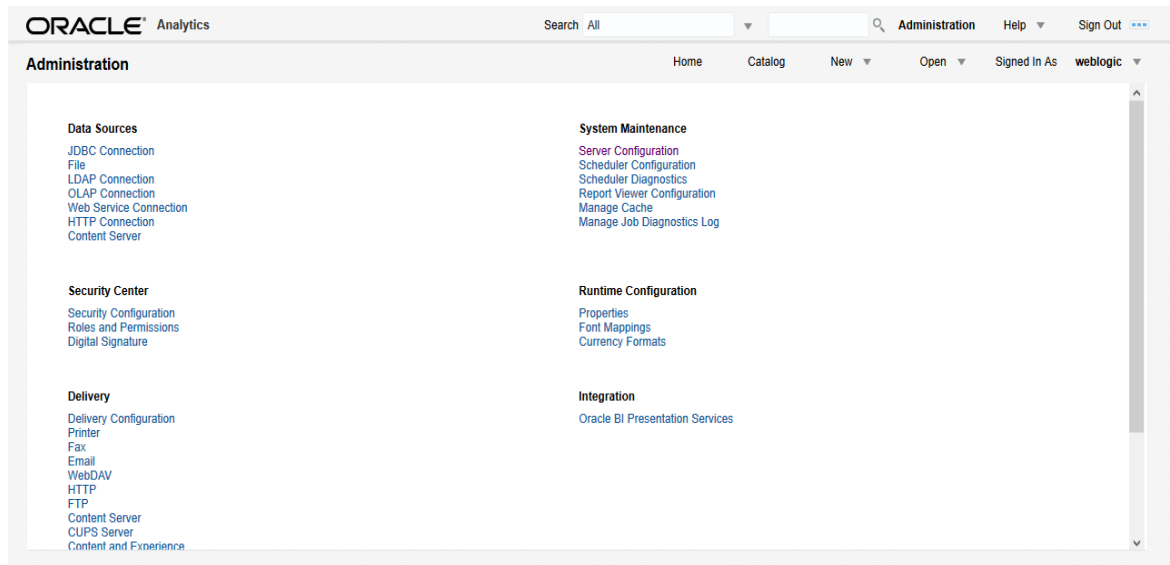 ORACLE Analytics Search All Administration Help Sign Out
Administration Home Catalog New Open Signed In As weblogic
Data Sources
JDBC Connection
File
LDAP Connection
OLAP Connection
Web Service Connection
HTTP Connection
Content Server
System Maintenance
Server Configuration
Scheduler Configuration
Scheduler Diagnostics
Report Viewer Configuration
Manage Cache
Manage Job Diagnostics Log
Security Center
Security Configuration
Roles and Permissions
Digital Signature
Runtime Configuration
Properties
Font Mappings
Currency Formats
Delivery
Delivery Configuration
Printer
Fax
Email
WebDAV
HTTP
FTP
Content Server
CUPS Server
Content and Experience
Integration
Oracle BI Presentation Services